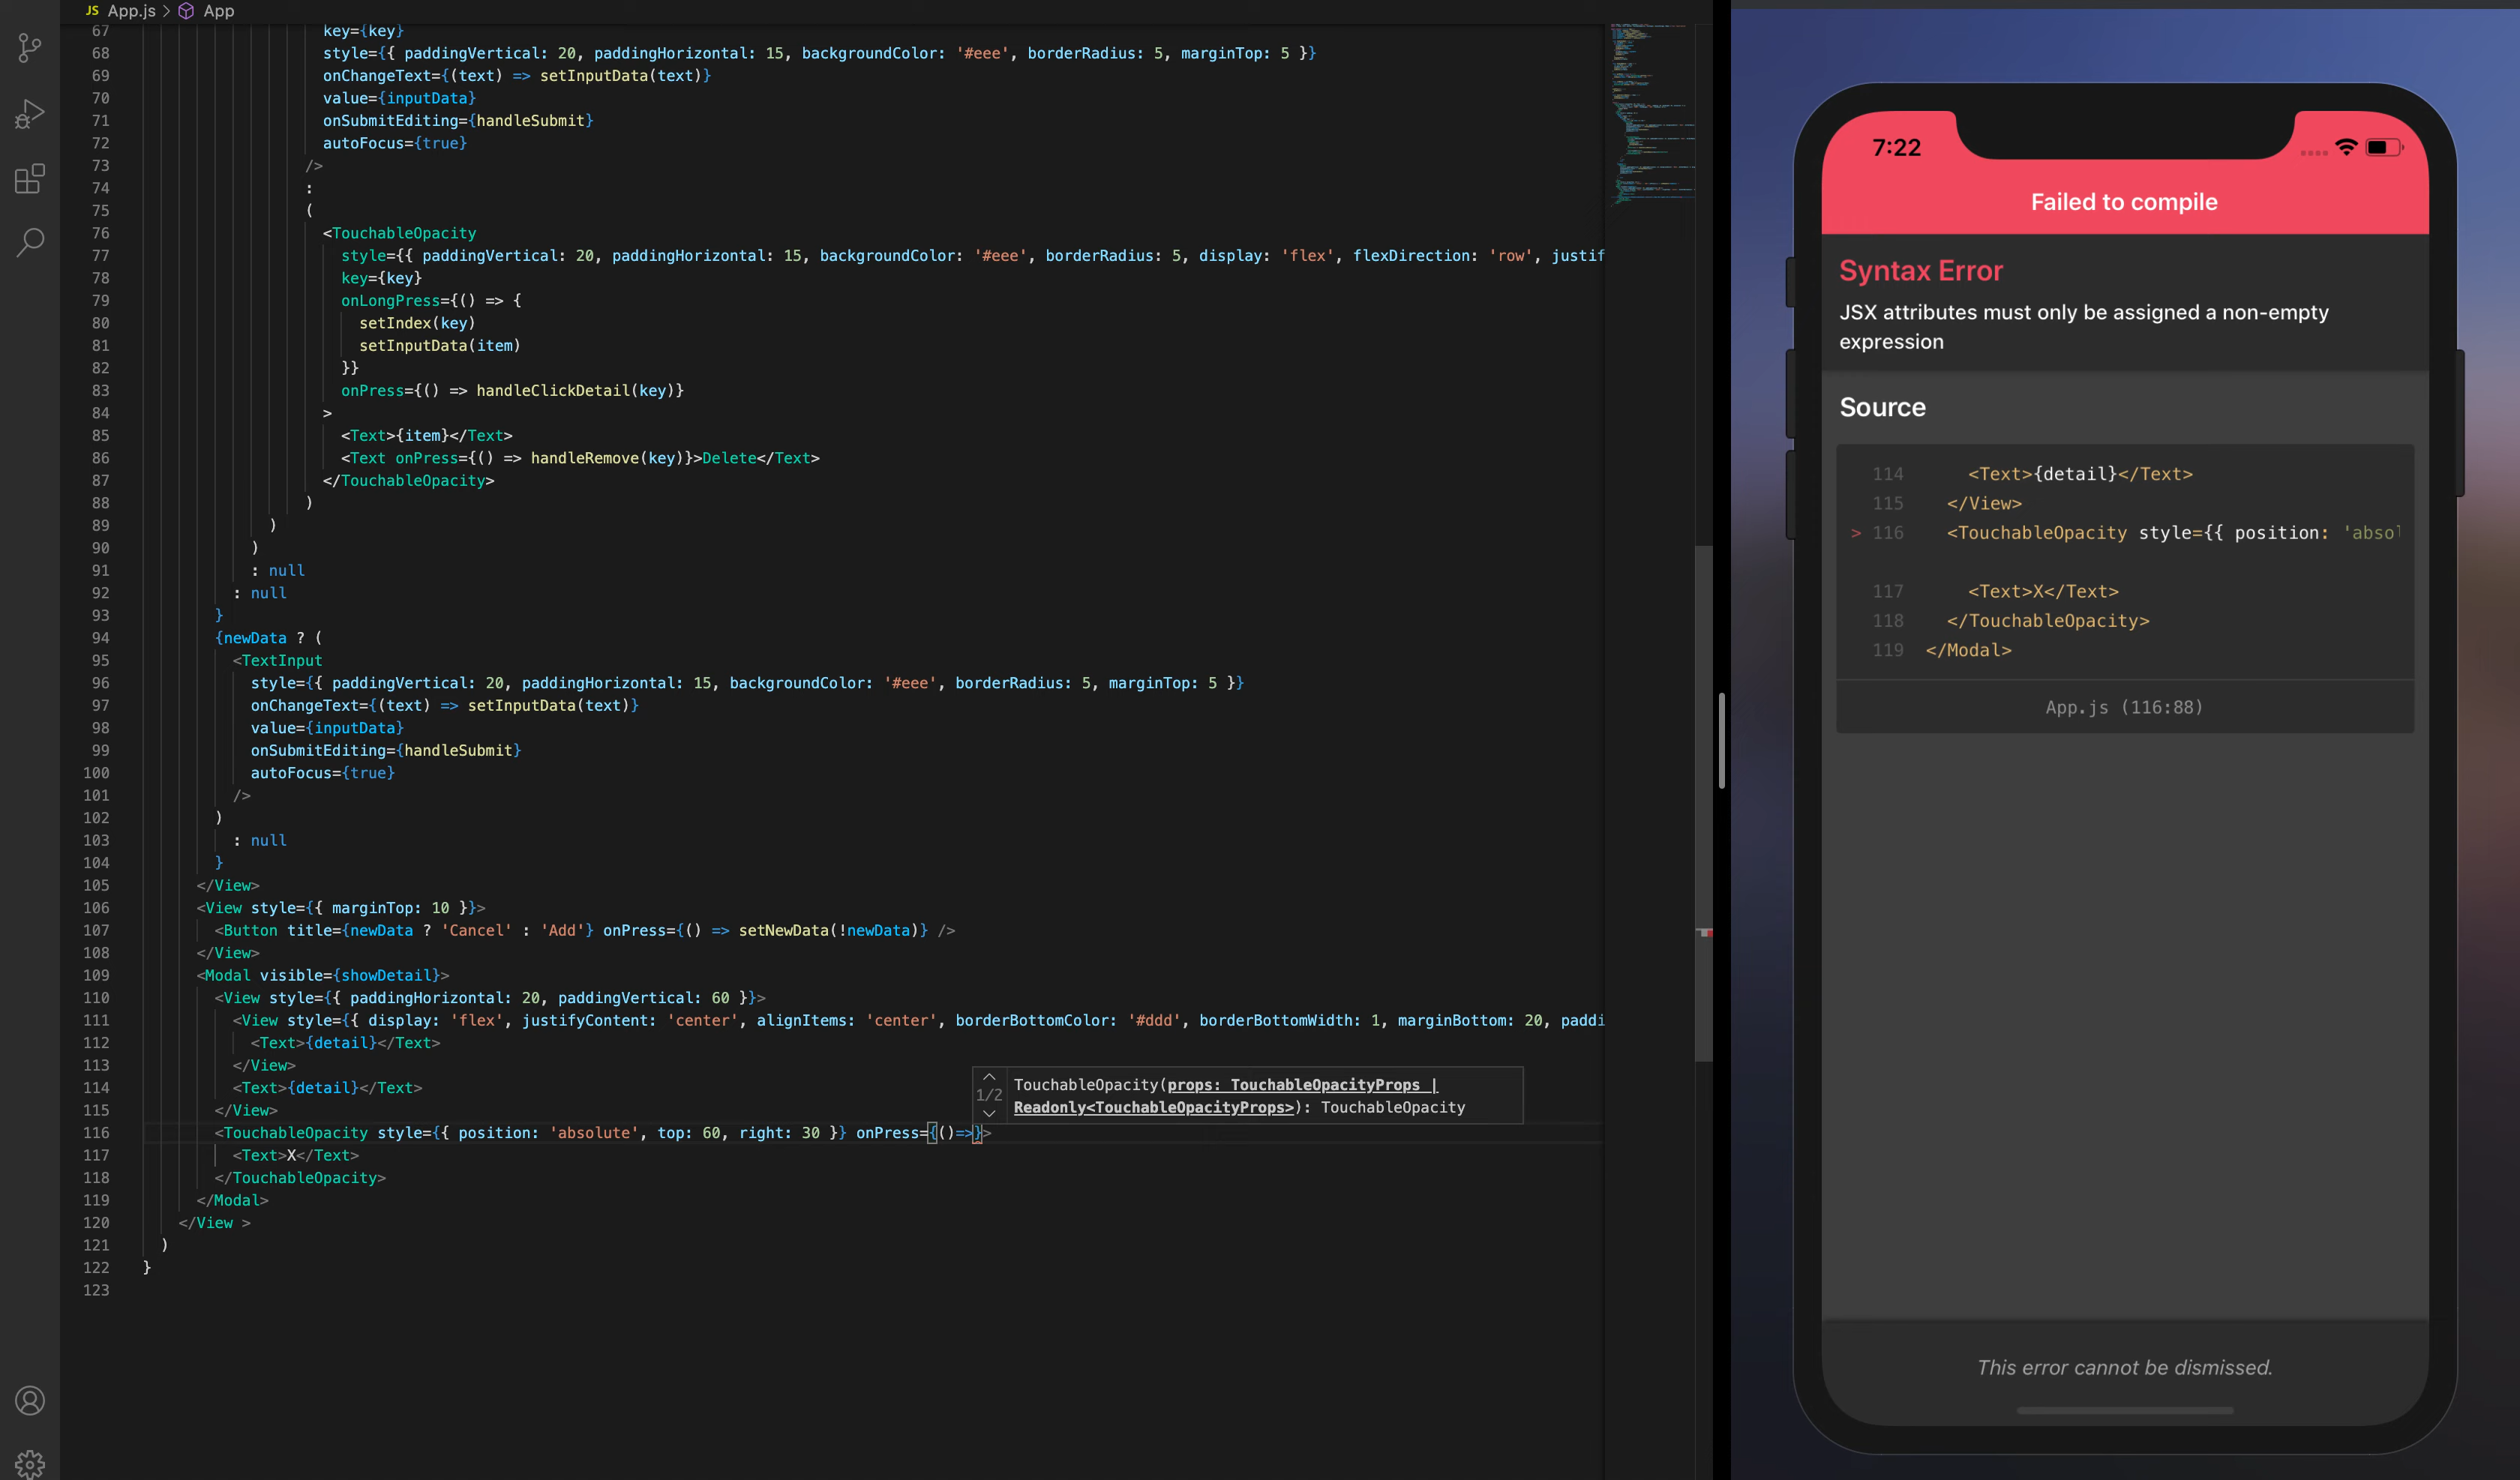 JS App.js > App
67 key={key}
68 style={{ paddingVertical: 20, paddingHorizontal: 15, backgroundColor: '#eee', borderRadius: 5, marginTop: 5 }}
69 onChangeText={(text) => setInputData(text)}
70 value={inputData}
71 onSubmitEditing={handleSubmit}
72 autoFocus={true}
73 />
74 :
75 (
76 <TouchableOpacity
77 style={{ paddingVertical: 20, paddingHorizontal: 15, backgroundColor: '#eee', borderRadius: 5, display: 'flex', flexDirection: 'row', justif
78 key={key}
79 onLongPress={() => {
80 setIndex(key)
81 setInputData(item)
82 }}
83 onPress={() => handleClickDetail(key)}
84 >
85 <Text>{item}</Text>
86 <Text onPress={() => handleRemove(key)}>Delete</Text>
87 </TouchableOpacity>
88 )
89 )
90 )
91 : null
92 : null
93 }
94 {newData ? (
95 <TextInput
96 style={{ paddingVertical: 20, paddingHorizontal: 15, backgroundColor: '#eee', borderRadius: 5, marginTop: 5 }}
97 onChangeText={(text) => setInputData(text)}
98 value={inputData}
99 onSubmitEditing={handleSubmit}
100 autoFocus={true}
101 />
102 )
103 : null
104 }
105 </View>
106 <View style={{ marginTop: 10 }}>
107 <Button title={newData ? 'Cancel' : 'Add'} onPress={() => setNewData(!newData)} />
108 </View>
109 <Modal visible={showDetail}>
110 <View style={{ paddingHorizontal: 20, paddingVertical: 60 }}>
111 <View style={{ display: 'flex', justifyContent: 'center', alignItems: 'center', borderBottomColor: '#ddd', borderBottomWidth: 1, marginBottom: 20, paddi
112 <Text>{detail}</Text>
113 </View>
114 <Text>{detail}</Text>
115 </View>
116 <TouchableOpacity style={{ position: 'absolute', top: 60, right: 30 }} onPress={()=>}>
117 <Text>X</Text>
118 </TouchableOpacity>
119 </Modal>
120 </View >
121 )
122 }
123
1/2
TouchableOpacity(props: TouchableOpacityProps |
Readonly<TouchableOpacityProps>): TouchableOpacity
7:22
Failed to compile
Syntax Error
JSX attributes must only be assigned a non-empty
expression
Source
114 <Text>{detail}</Text>
115 </View>
> 116 <TouchableOpacity style={{ position: 'absol
117 <Text>X</Text>
118 </TouchableOpacity>
119 </Modal>
App.js (116:88)
This error cannot be dismissed.